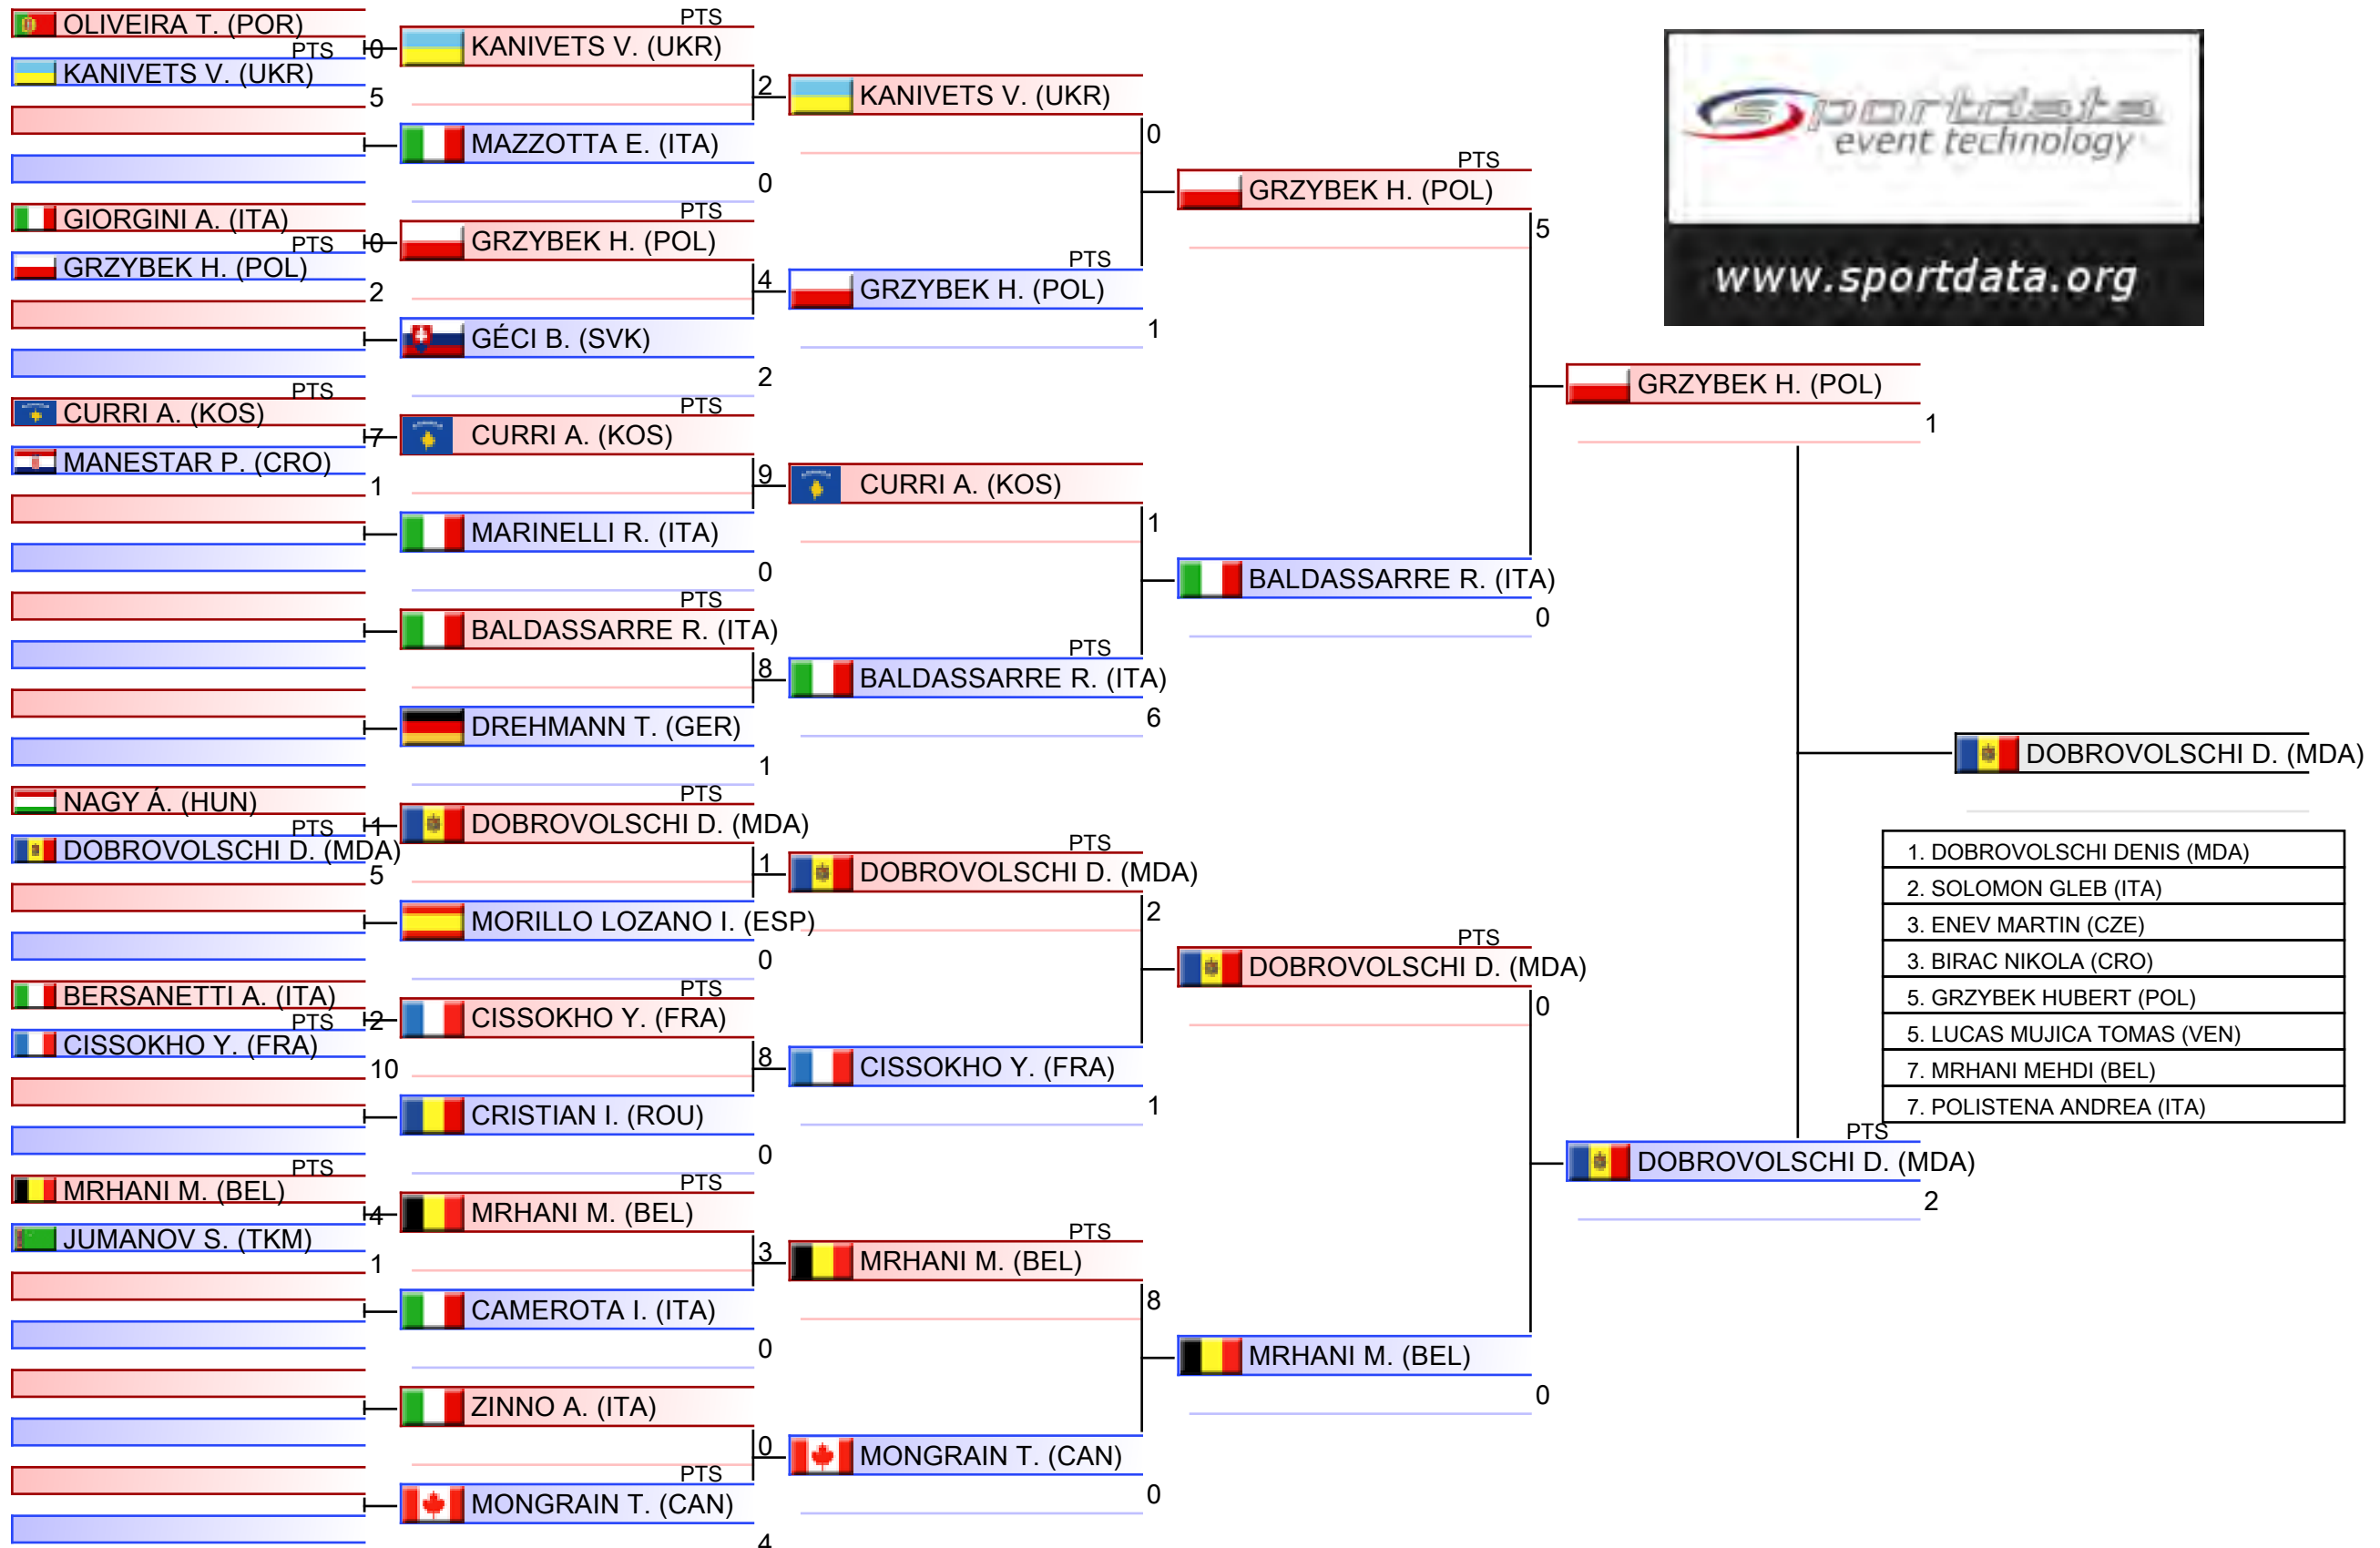 OLIVEIRA T. (POR)
PTS
0
KANIVETS V. (UKR)
5
GIORGINI A. (ITA)
PTS
0
GRZYBEK H. (POL)
2
PTS
CURRI A. (KOS)
7
MANESTAR P. (CRO)
1
NAGY Á. (HUN)
PTS
1
DOBROVOLSCHI D. (MDA)
5
BERSANETTI A. (ITA)
PTS
2
CISSOKHO Y. (FRA)
10
PTS
MRHANI M. (BEL)
4
JUMANOV S. (TKM)
1
PTS
KANIVETS V. (UKR)
2
MAZZOTTA E. (ITA)
0
PTS
GRZYBEK H. (POL)
4
GÉCI B. (SVK)
2
PTS
CURRI A. (KOS)
9
MARINELLI R. (ITA)
0
PTS
BALDASSARRE R. (ITA)
8
DREHMANN T. (GER)
1
PTS
DOBROVOLSCHI D. (MDA)
1
MORILLO LOZANO I. (ESP)
0
PTS
CISSOKHO Y. (FRA)
8
CRISTIAN I. (ROU)
0
PTS
MRHANI M. (BEL)
3
CAMEROTA I. (ITA)
0
ZINNO A. (ITA)
0
PTS
MONGRAIN T. (CAN)
4
KANIVETS V. (UKR)
0
PTS
GRZYBEK H. (POL)
1
CURRI A. (KOS)
1
PTS
BALDASSARRE R. (ITA)
6
PTS
DOBROVOLSCHI D. (MDA)
2
CISSOKHO Y. (FRA)
1
PTS
MRHANI M. (BEL)
8
MONGRAIN T. (CAN)
0
PTS
GRZYBEK H. (POL)
5
BALDASSARRE R. (ITA)
0
PTS
DOBROVOLSCHI D. (MDA)
0
MRHANI M. (BEL)
0
GRZYBEK H. (POL)
1
PTS
DOBROVOLSCHI D. (MDA)
2
sportdata
event technology
www.sportdata.org
DOBROVOLSCHI D. (MDA)
1. DOBROVOLSCHI DENIS (MDA)
2. SOLOMON GLEB (ITA)
3. ENEV MARTIN (CZE)
3. BIRAC NIKOLA (CRO)
5. GRZYBEK HUBERT (POL)
5. LUCAS MUJICA TOMAS (VEN)
7. MRHANI MEHDI (BEL)
7. POLISTENA ANDREA (ITA)